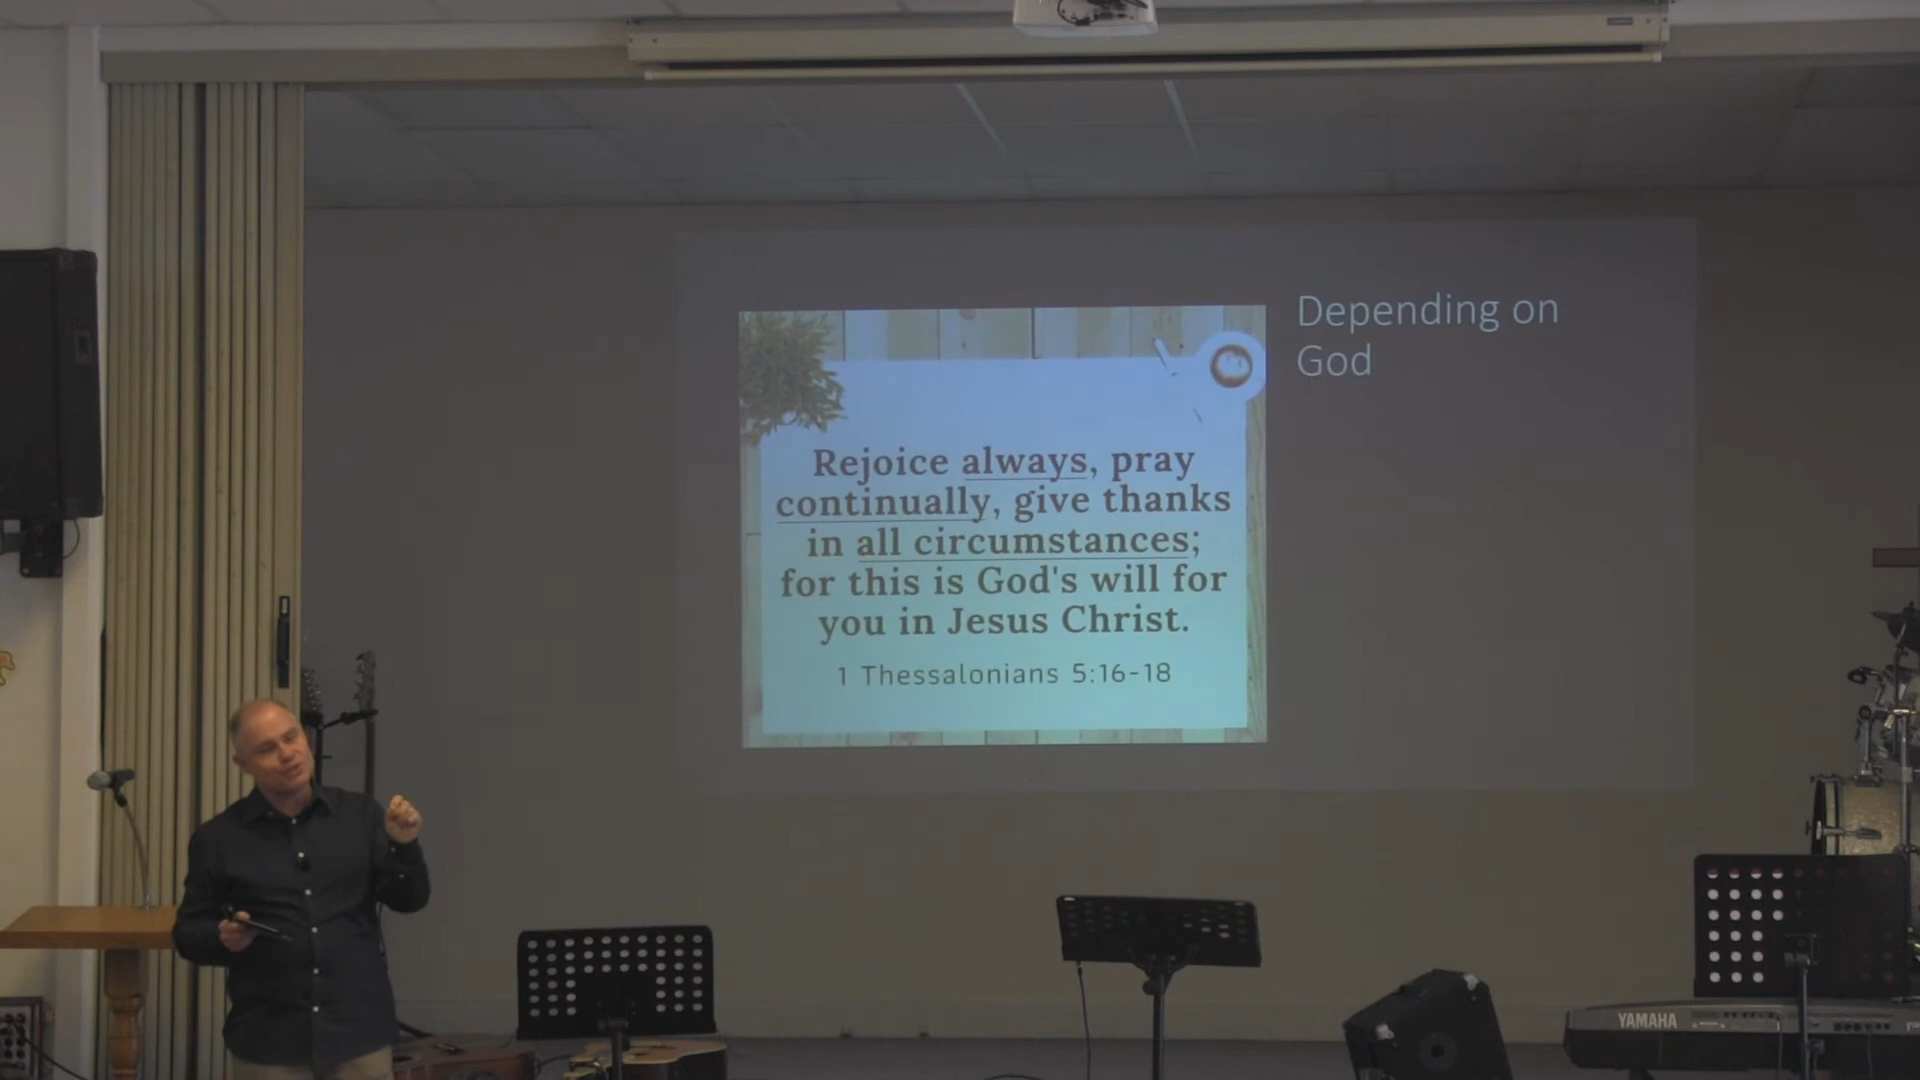 Depending on
God
Rejoice always, pray
continually, give thanks
in all circumstances;
for this is God's will for
you in Jesus Christ.
1 Thessalonians 5:16-18
YAMAHA